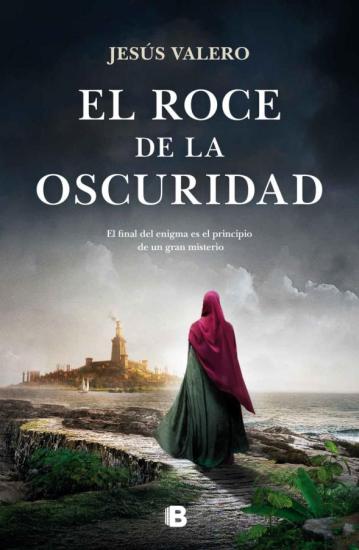 JESÚS VALERO
EL ROCE
DE LA
OSCURIDAD
El final del enigma es el principio
de un gran misterio
B